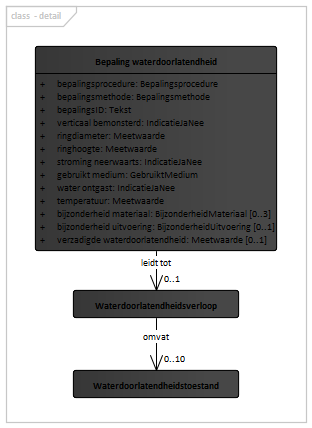 class - detail
Bepaling waterdoorlatendheid
+ bepalingsprocedure: Bepalingsprocedure
+ bepalingsmethode: Bepalingsmethode
+ bepalingsID: Tekst
+ verticaal bemonsterd: IndicatieJaNee
+ ringdiameter: Meetwaarde
+ ringhoogte: Meetwaarde
+ stroming neerwaarts: IndicatieJaNee
+ gebruikt medium: GebruiktMedium
+ water ontgast: IndicatieJaNee
+ temperatuur: Meetwaarde
+ bijzonderheid materiaal: BijzonderheidMateriaal [0..3]
+ bijzonderheid uitvoering: BijzonderheidUitvoering [0..1]
+ verzadigde waterdoorlatendheid: Meetwaarde [0..1]
leidt tot
0..1
Waterdoorlatendheidsverloop
omvat
0..10
Waterdoorlatendheidstoestand